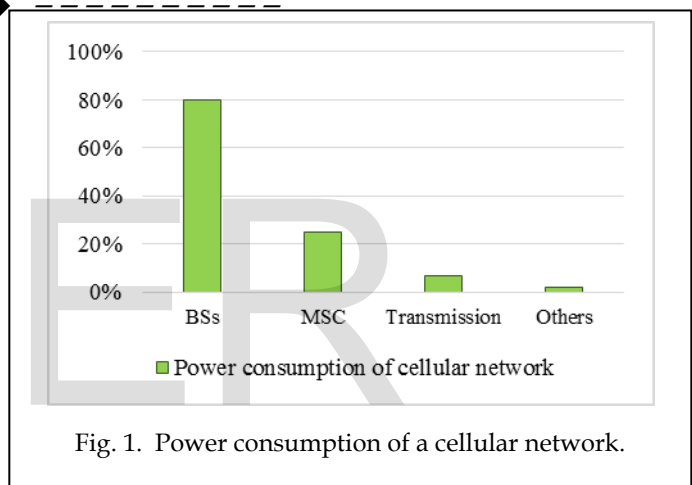 100%
80%
60%
40%
20%
0%
BSs MSC Transmission Others
Power consumption of cellular network
ER
Fig. 1. Power consumption of a cellular network.